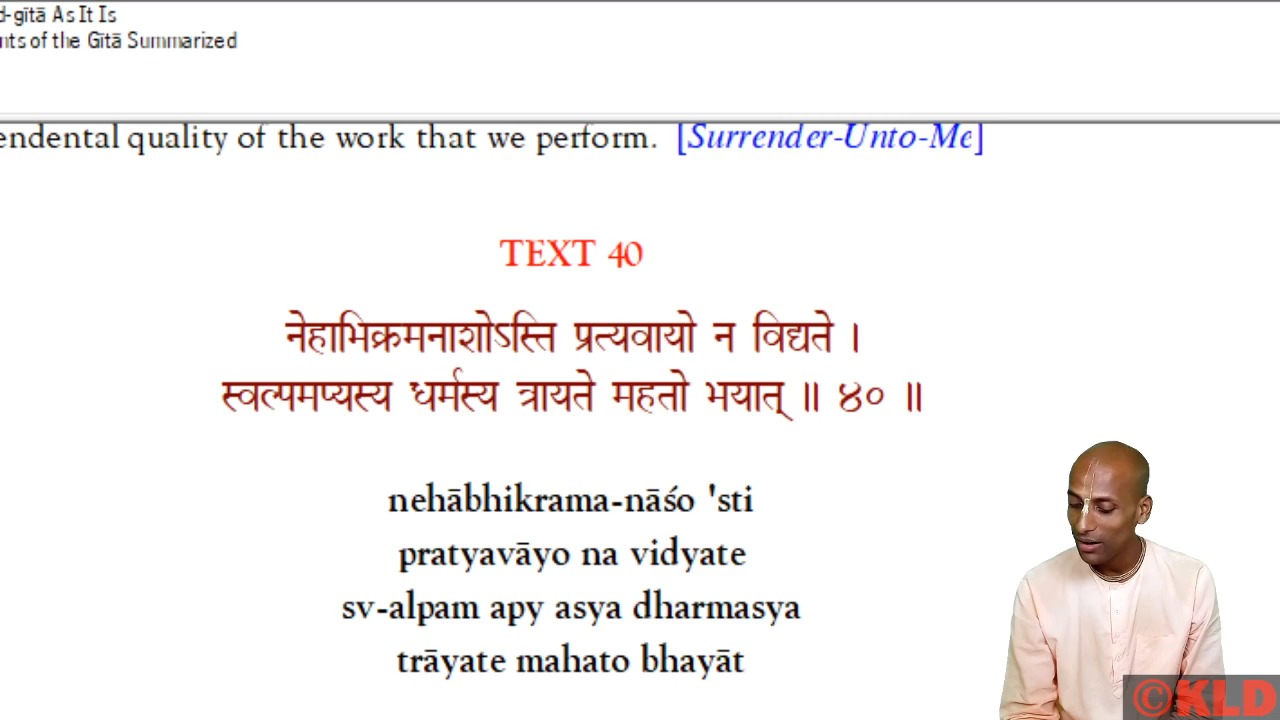 d-gītā As It Is
nts of the Gītā Summarized
endental quality of the work that we perform. [Surrender-Unto-Me]
TEXT 40
नेहाभिक्रमनाशोऽस्ति प्रत्यवायो न विद्यते ।
स्वल्पमप्यस्य धर्मस्य त्रायते महतो भयात् ॥ ४० ॥
nehābhikrama-nāśo 'sti
pratyavāyo na vidyate
sv-alpam apy asya dharmasya
trāyate mahato bhayāt
©KLD